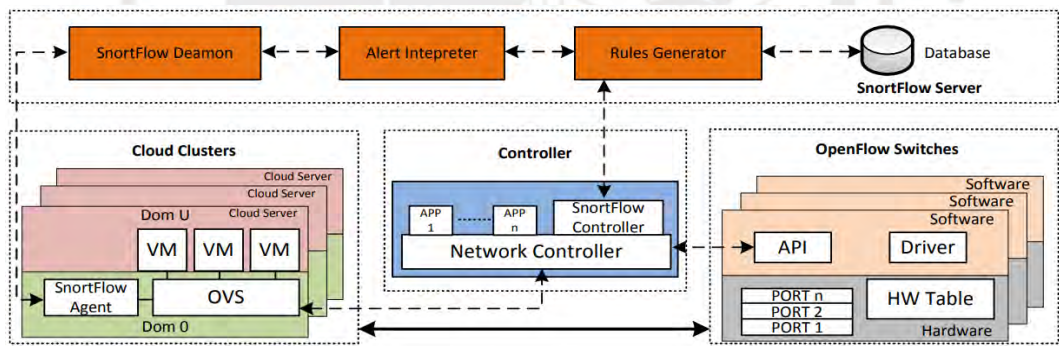 SnortFlow Deamon
Alert Intepreter
Rules Generator
Database
SnortFlow Server
Cloud Clusters
Cloud Server
Cloud Server
Cloud Server
Dom U
VM
VM
VM
SnortFlow
Agent
OVS
Dom 0
Controller
APP
1
APP
n
SnortFlow
Controller
Network Controller
OpenFlow Switches
Software
Software
Software
API
Driver
PORT n
PORT 2
PORT 1
HW Table
Hardware